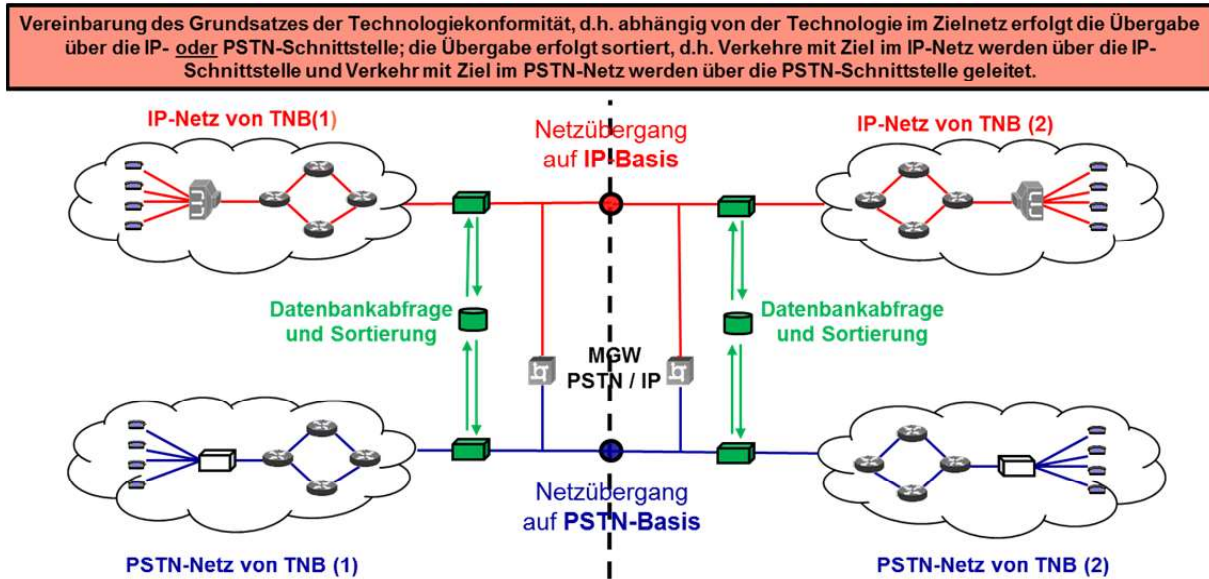 Vereinbarung des Grundsatzes der Technologiekonformität, d.h. abhängig von der Technologie im Zielnetz erfolgt die Übergabe
über die IP- oder PSTN-Schnittstelle; die Übergabe erfolgt sortiert, d.h. Verkehre mit Ziel im IP-Netz werden über die IP-
Schnittstelle und Verkehr mit Ziel im PSTN-Netz werden über die PSTN-Schnittstelle geleitet.
IP-Netz von TNB(1)
Netzübergang
auf IP-Basis
IP-Netz von TNB (2)
Datenbankabfrage
und Sortierung
Datenbankabfrage
und Sortierung
MGW
PSTN / IP
Netzübergang
auf PSTN-Basis
PSTN-Netz von TNB (1)
PSTN-Netz von TNB (2)